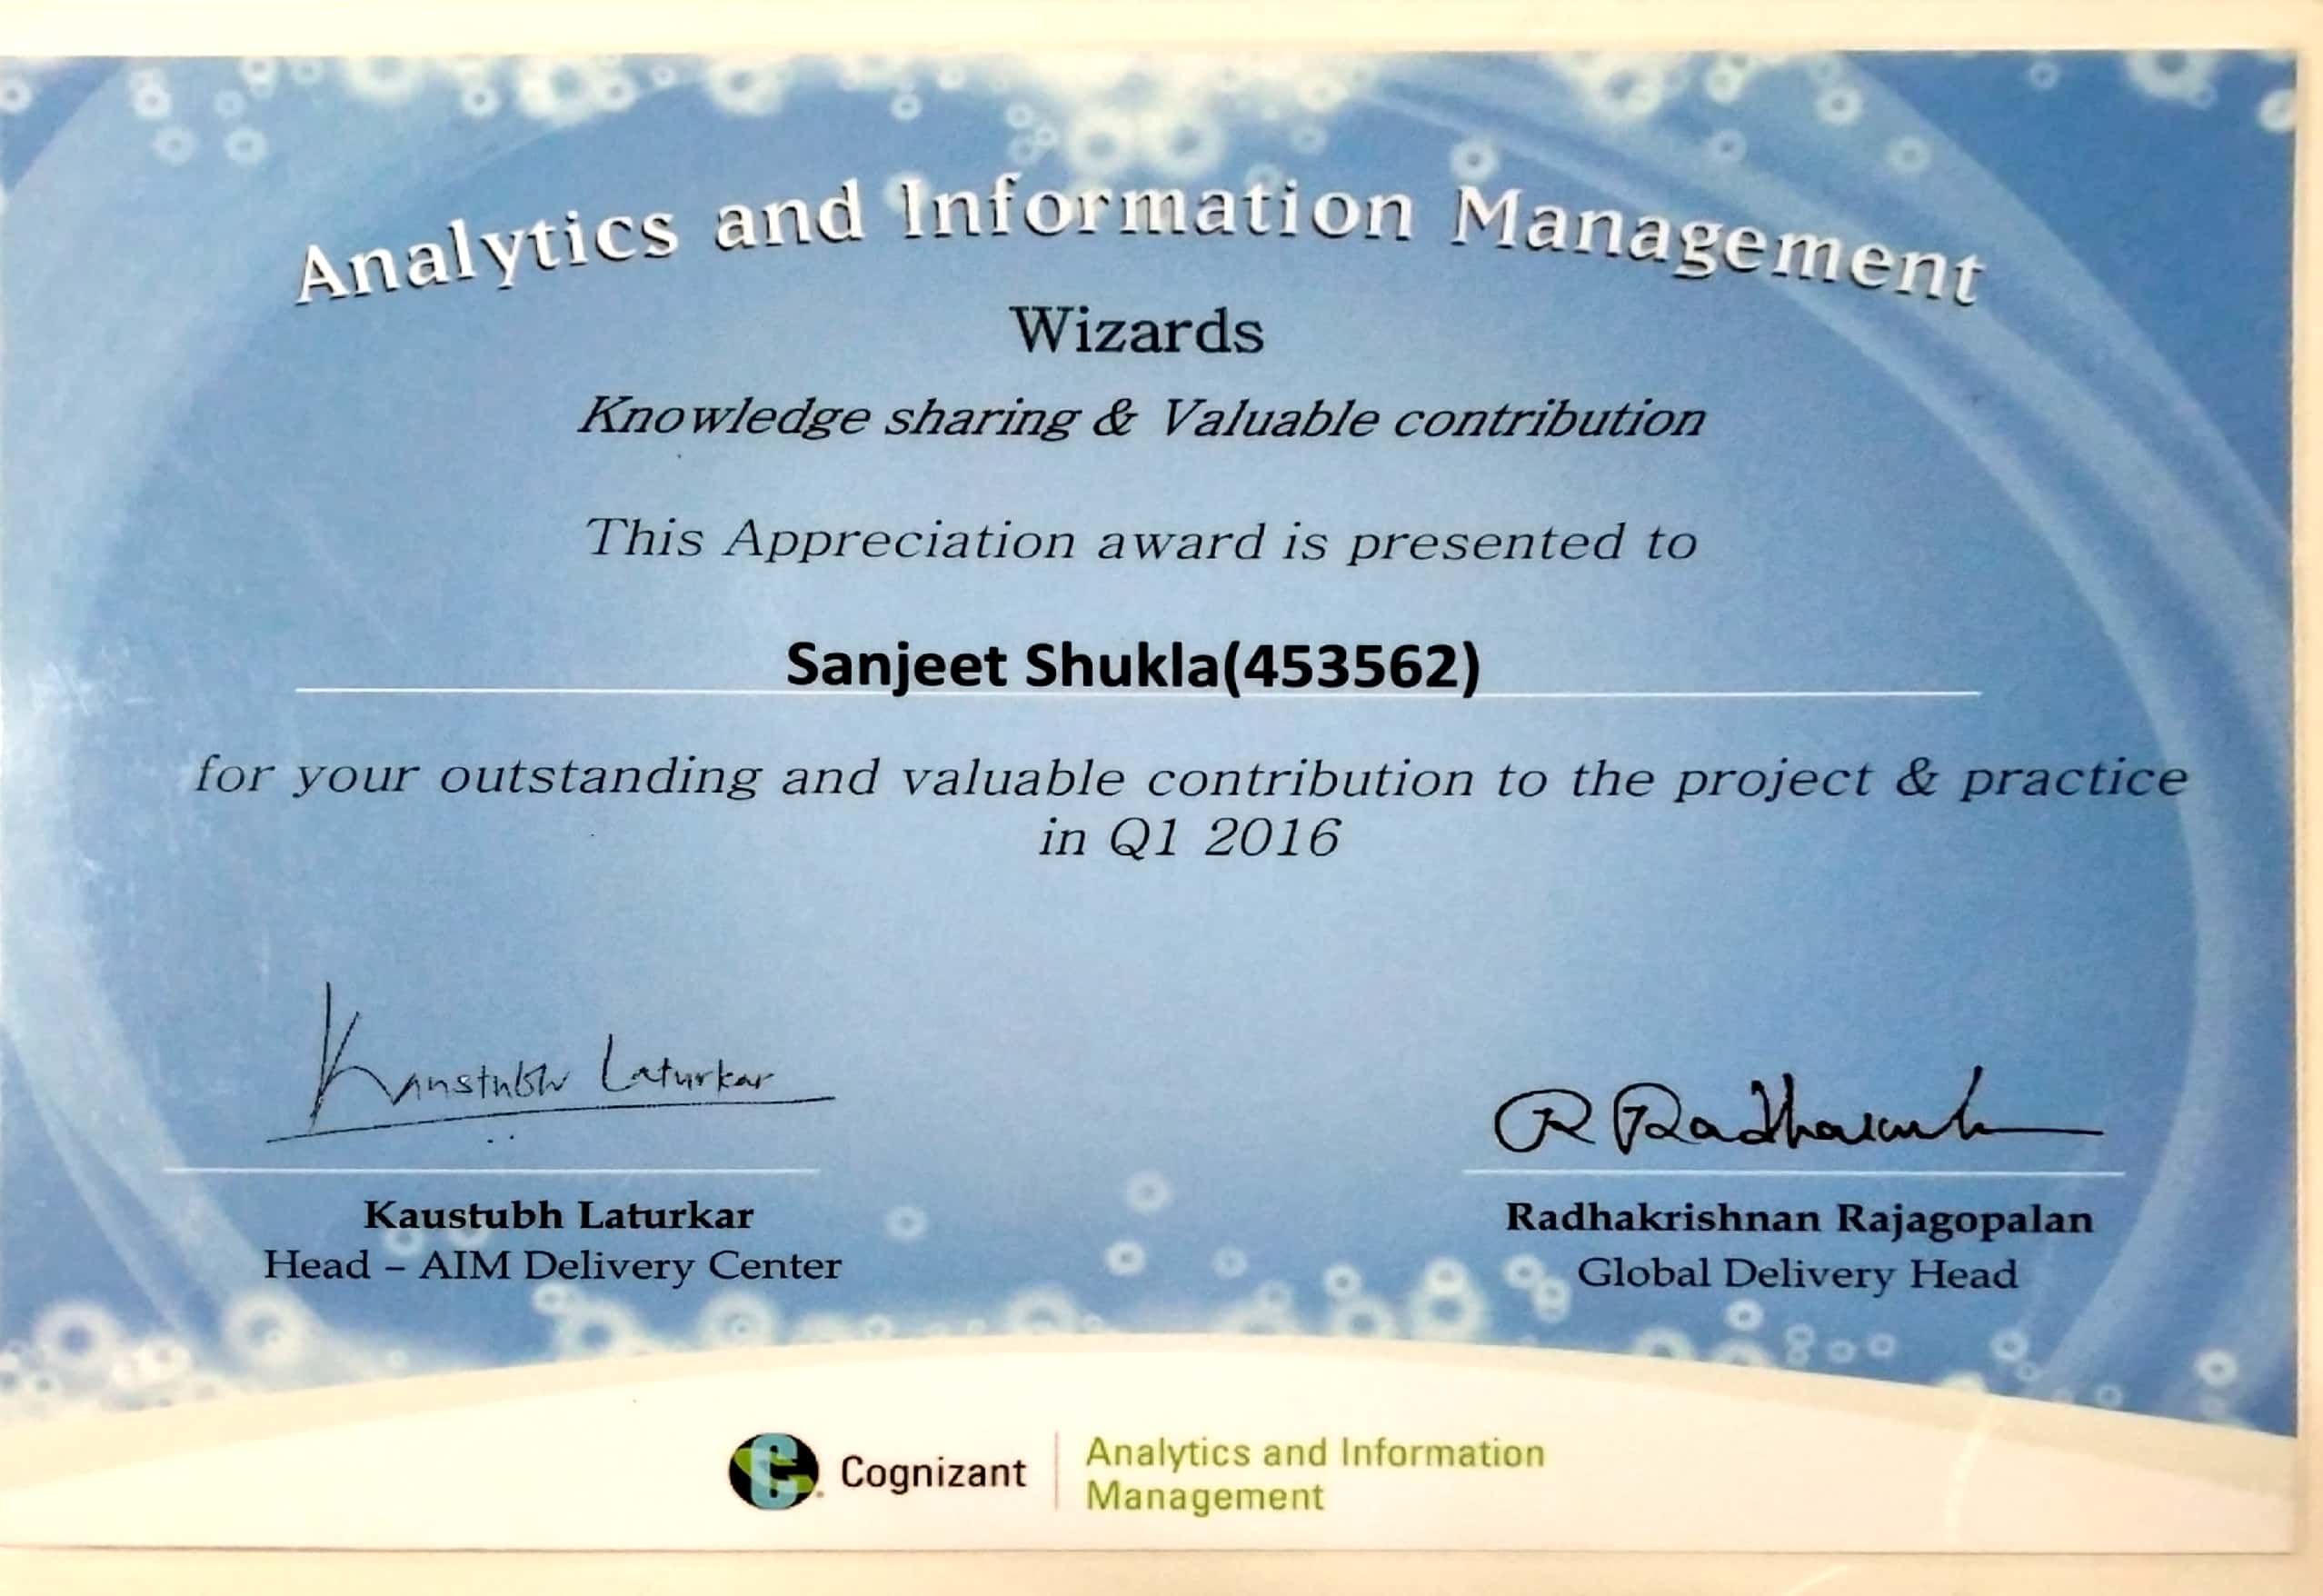 Analytics and Information Management
Wizards
Knowledge sharing & Valuable contribution
This Appreciation award is presented to
Sanjeet Shukla(453562)
for your outstanding and valuable contribution to the project & practice
in Q1 2016
Kaustubh Laturkar
R Radhakrish
Kaustubh Laturkar
Head – AIM Delivery Center
Radhakrishnan Rajagopalan
Global Delivery Head
Cognizant
Analytics and Information
Management